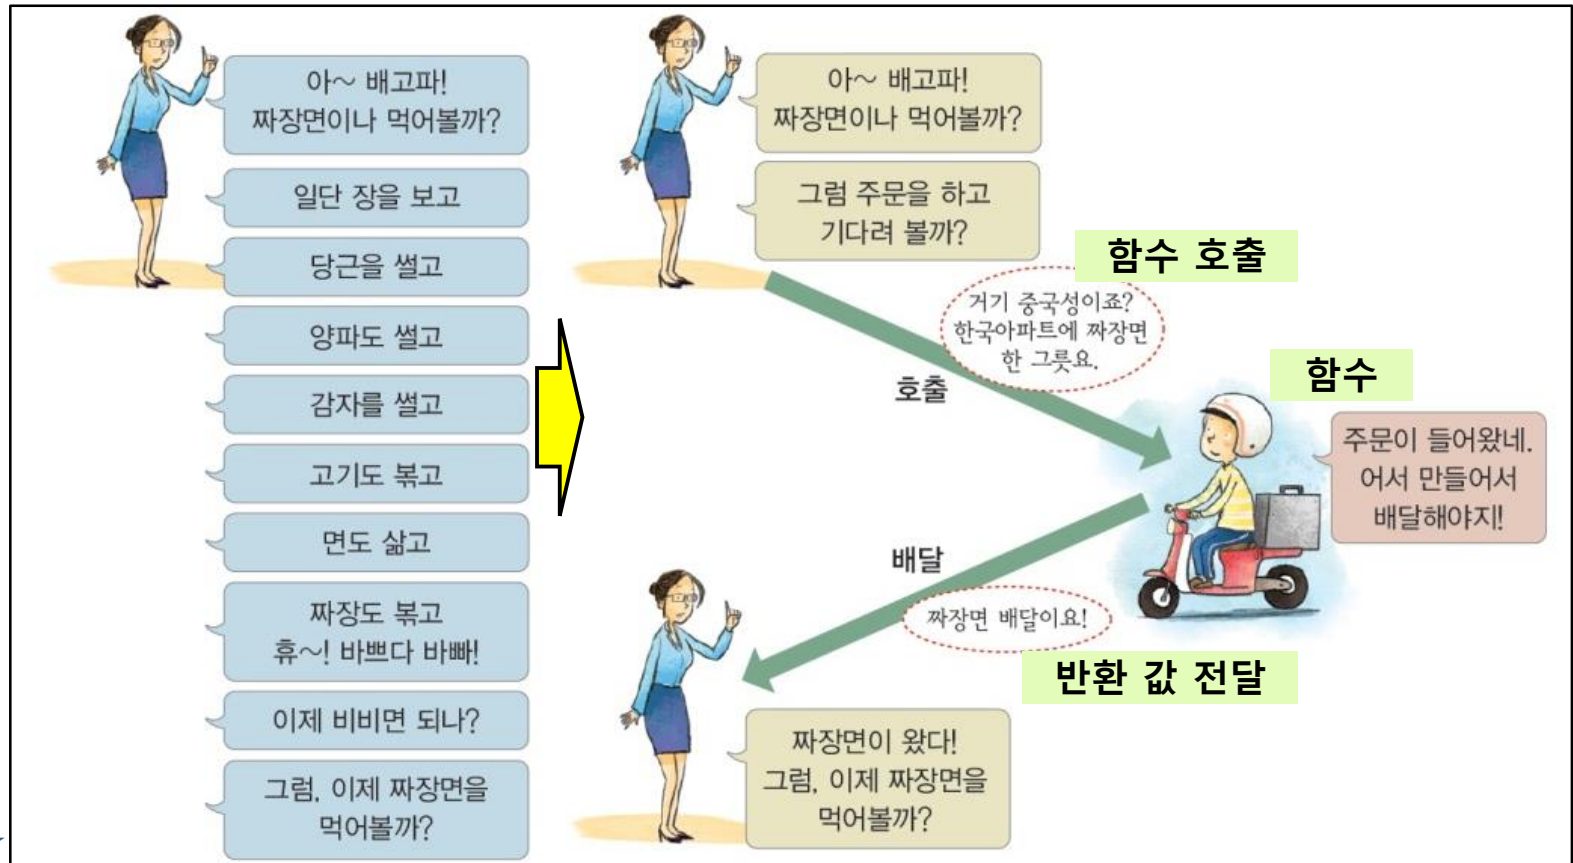 아~ 배고파!
짜장면이나 먹어볼까?
일단 장을 보고
당근을 썰고
양파도 썰고
감자를 썰고
고기도 볶고
면도 삶고
짜장도 볶고
휴~! 바쁘다 바빠!
이제 비비면 되나?
그럼, 이제 짜장면을
먹어볼까?
아~ 배고파!
짜장면이나 먹어볼까?
그럼 주문을 하고
기다려 볼까?
함수 호출
거기 중국성이죠?
한국아파트에 짜장면
한 그릇요.
호출
함수
주문이 들어왔네.
어서 만들어서
배달해야지!
배달
짜장면 배달이요!
반환 값 전달
짜장면이 왔다!
그럼, 이제 짜장면을
먹어볼까?